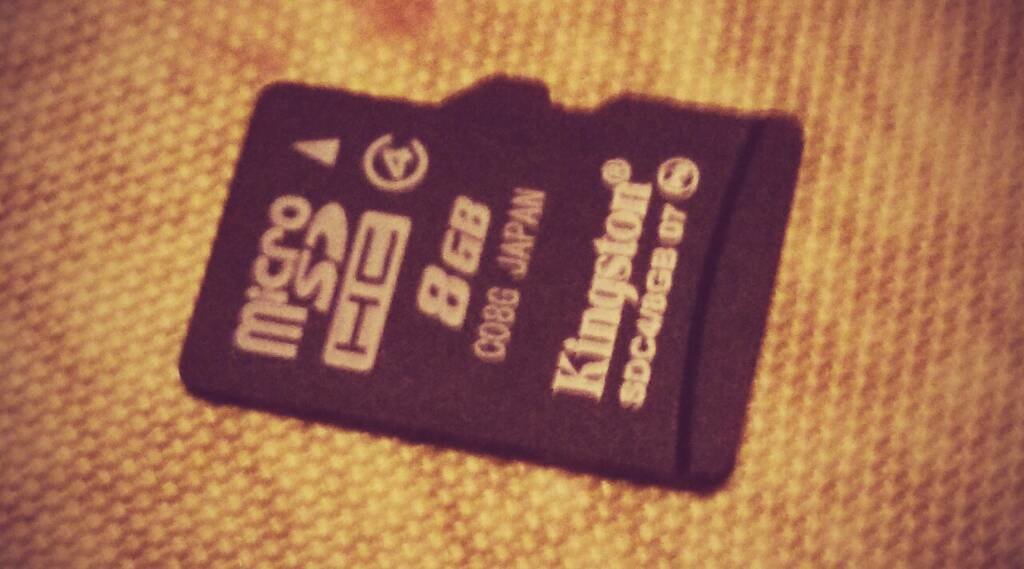 micro
SD
HC
4
8GB
C08G JAPAN
Kingston®
SDC4/8GB 07